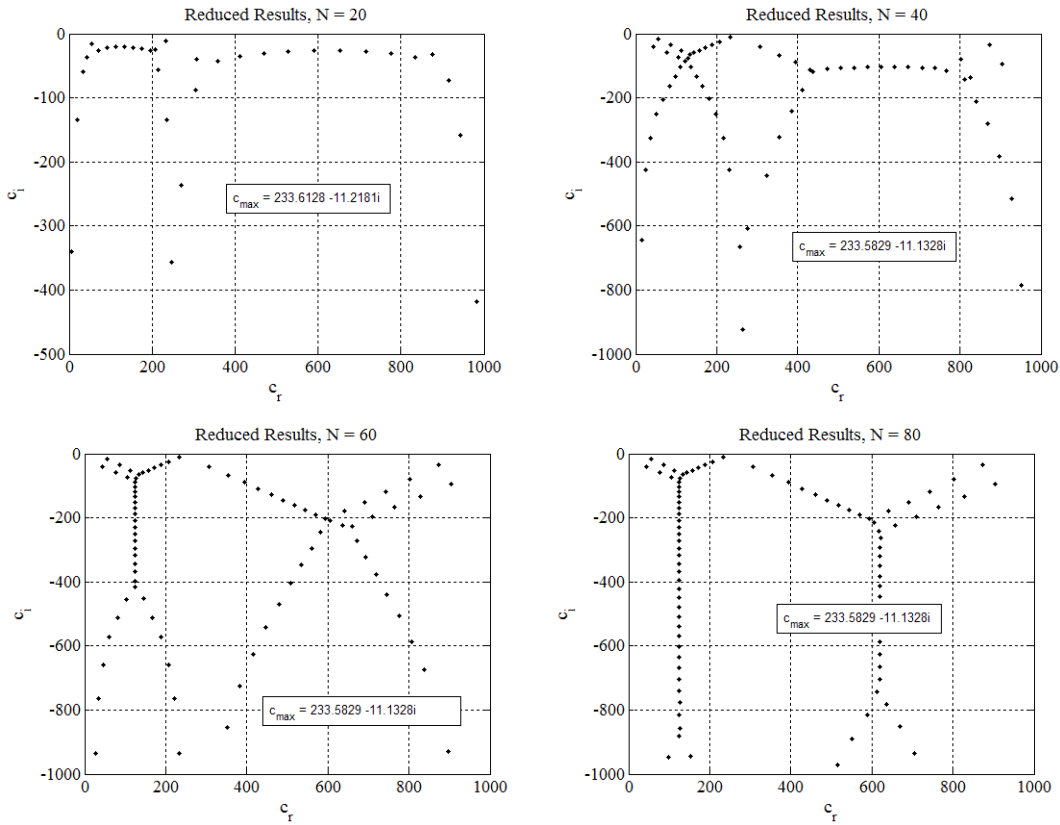 Reduced Results, N = 20
0
-100
-200
-300
-400
-500
c_i
c_max = 233.6128 -11.2181i
0 200 400 600 800 1000
c_r
Reduced Results, N = 40
0
-200
-400
-600
-800
-1000
c_i
c_max = 233.5829 -11.1328i
0 200 400 600 800 1000
c_r
Reduced Results, N = 60
0
-200
-400
-600
-800
-1000
c_i
c_max = 233.5829 -11.1328i
0 200 400 600 800 1000
c_r
Reduced Results, N = 80
0
-200
-400
-600
-800
-1000
c_i
c_max = 233.5829 -11.1328i
0 200 400 600 800 1000
c_r